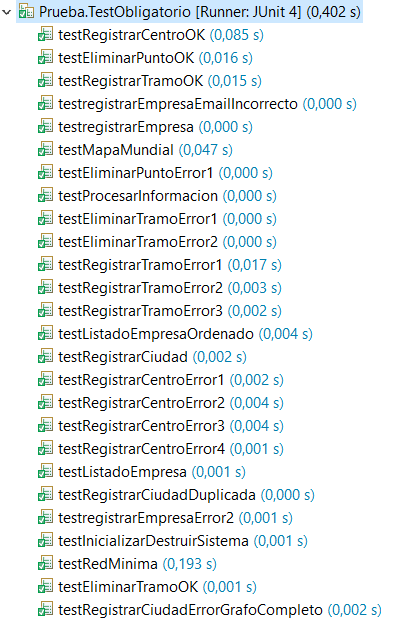 Prueba.TestObligatorio [Runner: JUnit 4] (0,402 s)
testRegistrarCentroOK (0,085 s)
testEliminarPuntoOK (0,016 s)
testRegistrarTramoOK (0,015 s)
testregistrarEmpresaEmailIncorrecto (0,000 s)
testregistrarEmpresa (0,000 s)
testMapaMundial (0,047 s)
testEliminarPuntoError1 (0,000 s)
testProcesarInformacion (0,000 s)
testEliminarTramoError1 (0,000 s)
testEliminarTramoError2 (0,000 s)
testRegistrarTramoError1 (0,017 s)
testRegistrarTramoError2 (0,003 s)
testRegistrarTramoError3 (0,002 s)
testListadoEmpresaOrdenado (0,004 s)
testRegistrarCiudad (0,002 s)
testRegistrarCentroError1 (0,002 s)
testRegistrarCentroError2 (0,004 s)
testRegistrarCentroError3 (0,004 s)
testRegistrarCentroError4 (0,001 s)
testListadoEmpresa (0,001 s)
testRegistrarCiudadDuplicada (0,000 s)
testregistrarEmpresaError2 (0,001 s)
testInicializarDestruirSistema (0,001 s)
testRedMinima (0,193 s)
testEliminarTramoOK (0,001 s)
testRegistrarCiudadErrorGrafoCompleto (0,002 s)